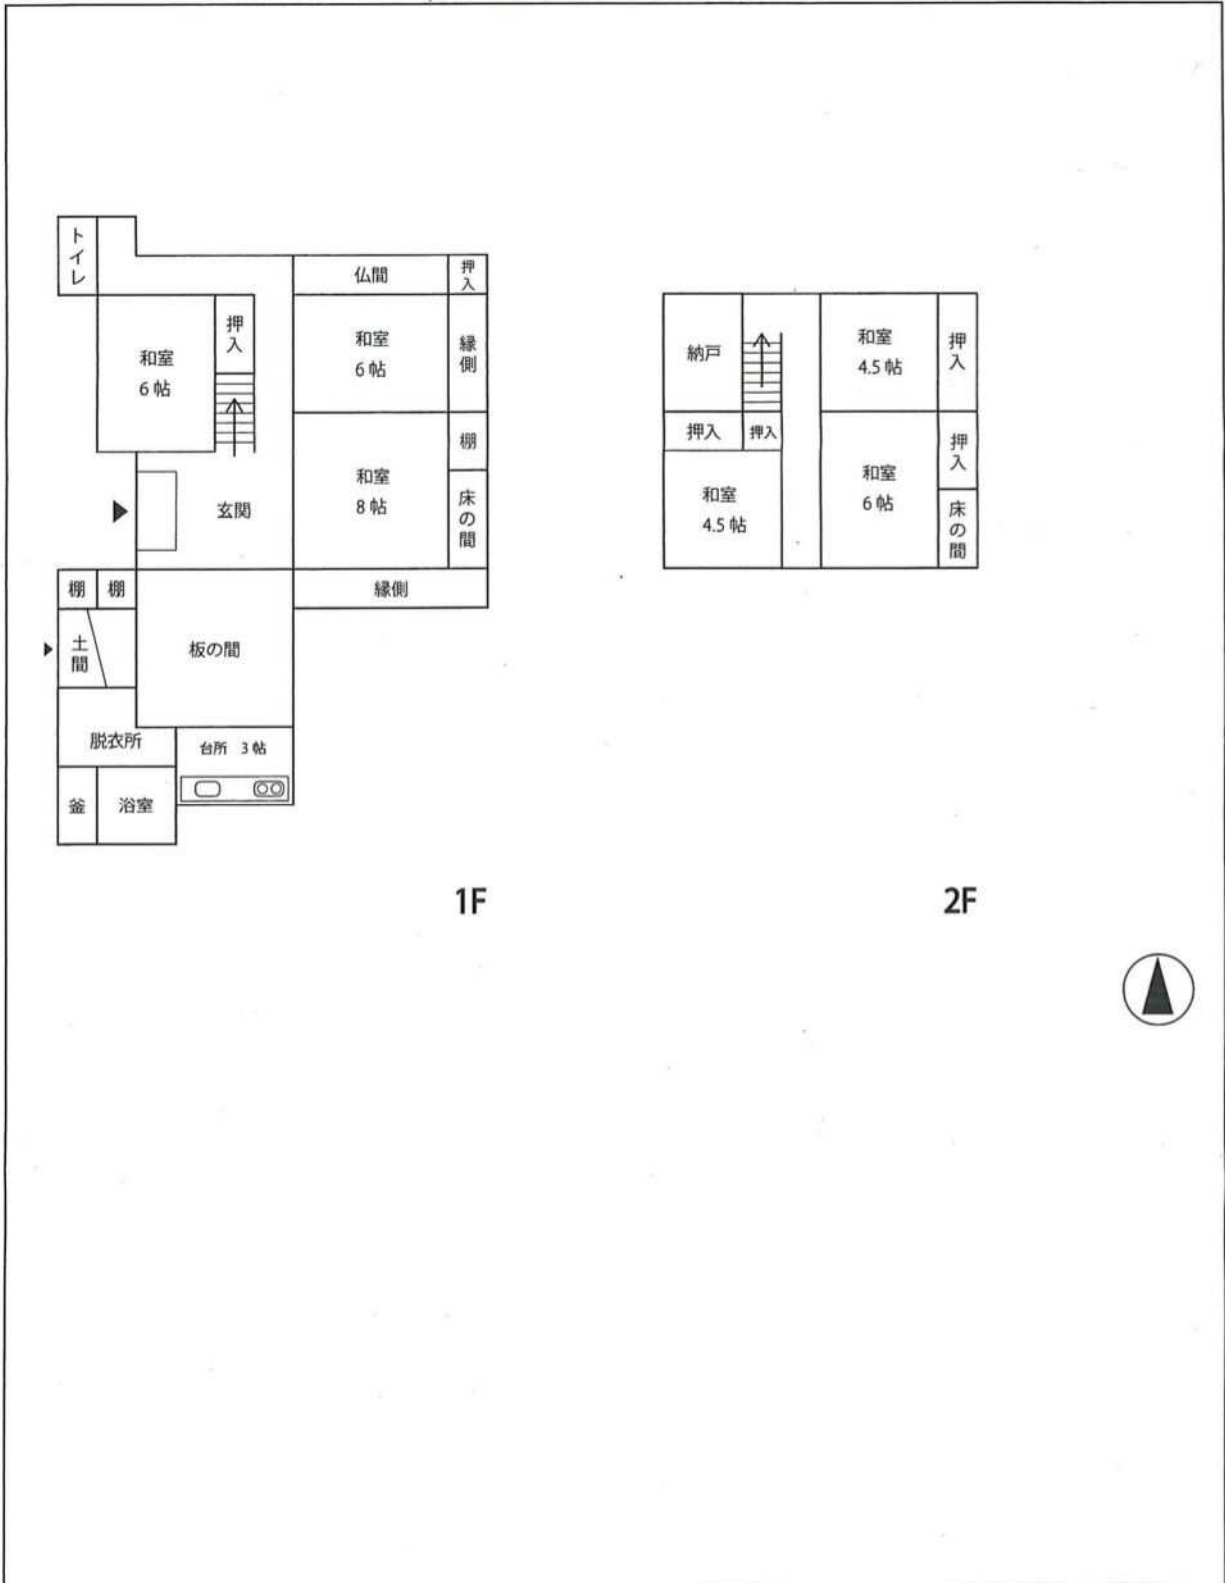 トイレ
仏間
押入
和室
6 帖
押入
和室
6 帖
縁側
和室
8 帖
棚
床の間
玄関
棚
棚
縁側
土間
板の間
脱衣所
台所 3 帖
釜
浴室
1F
納戸
和室
4.5 帖
押入
押入
押入
和室
4.5 帖
和室
6 帖
押入
床の間
2F